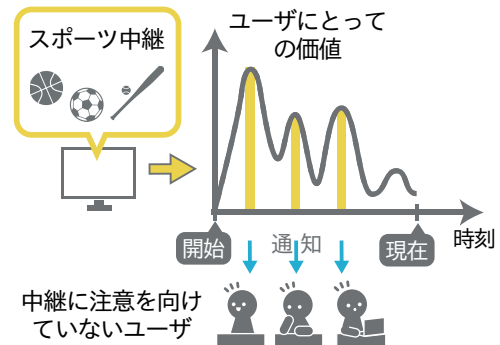 スポーツ中継
ユーザにとって
の価値
開始
通知
現在
時刻
中継に注意を向け
ていないユーザ